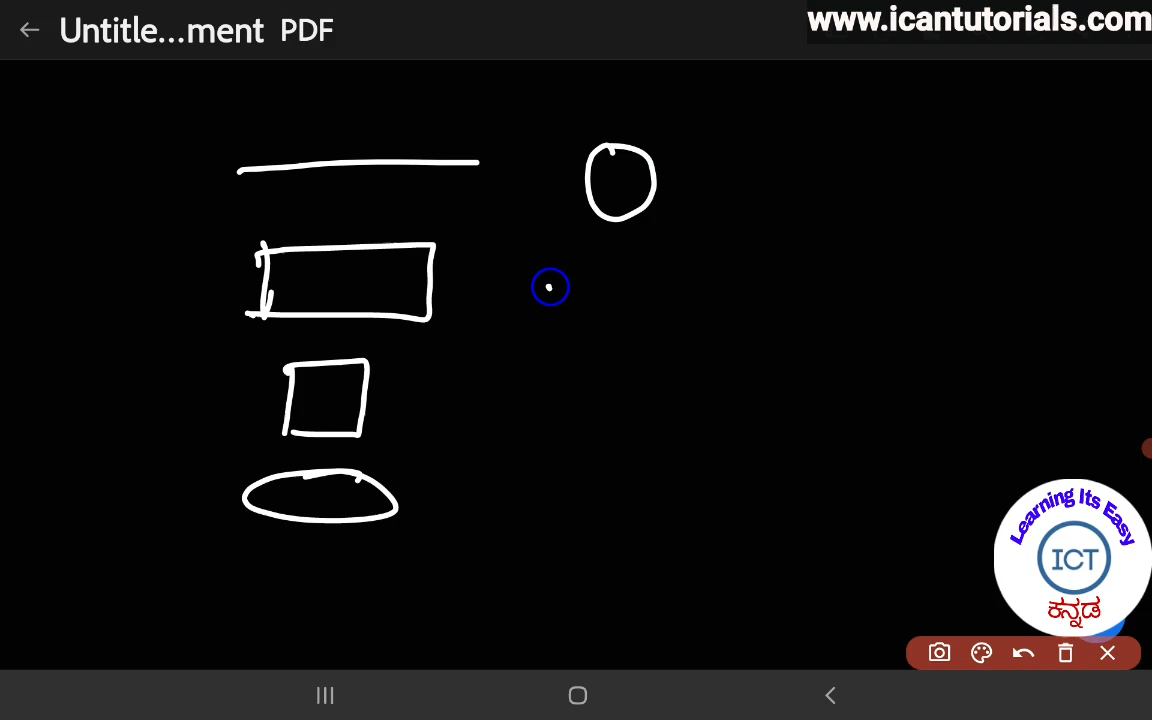 Untitle...ment PDF
www.icantutorials.com
Learning Its Easy
ICT
ಕನ್ನಡ